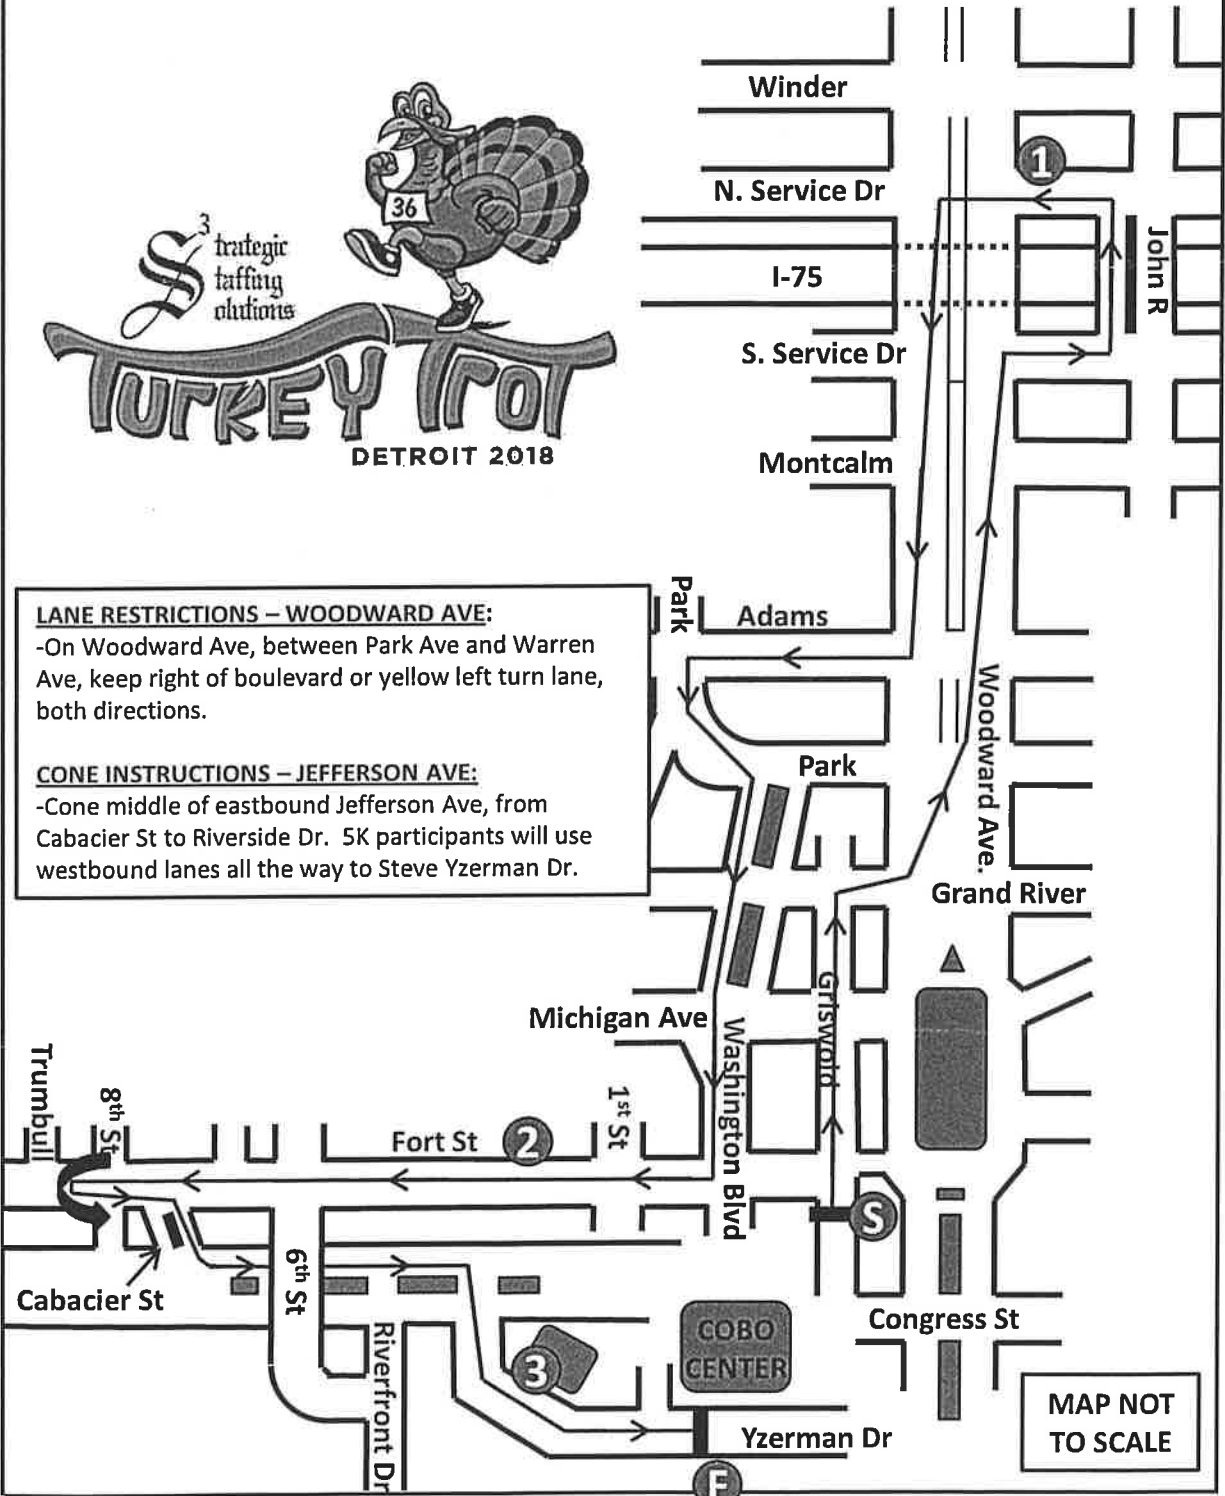 Winder
1
N. Service Dr
36
3
S trategic
taffing
olutions
John R
I-75
S. Service Dr
TURKEY TROT
DETROIT 2018
Montcalm
Park
Adams
LANE RESTRICTIONS – WOODWARD AVE:
-On Woodward Ave, between Park Ave and Warren
Ave, keep right of boulevard or yellow left turn lane,
both directions.
CONE INSTRUCTIONS – JEFFERSON AVE:
-Cone middle of eastbound Jefferson Ave, from
Cabacier St to Riverside Dr. 5K participants will use
westbound lanes all the way to Steve Yzerman Dr.
Woodward Ave.
Park
Grand River
Griswold
Michigan Ave
Washington Blvd
Trumbull
8th St
1st St
Fort St
2
S
6th St
Cabacier St
Congress St
COBO
CENTER
Riverfront Dr
3
MAP NOT
TO SCALE
Yzerman Dr
F